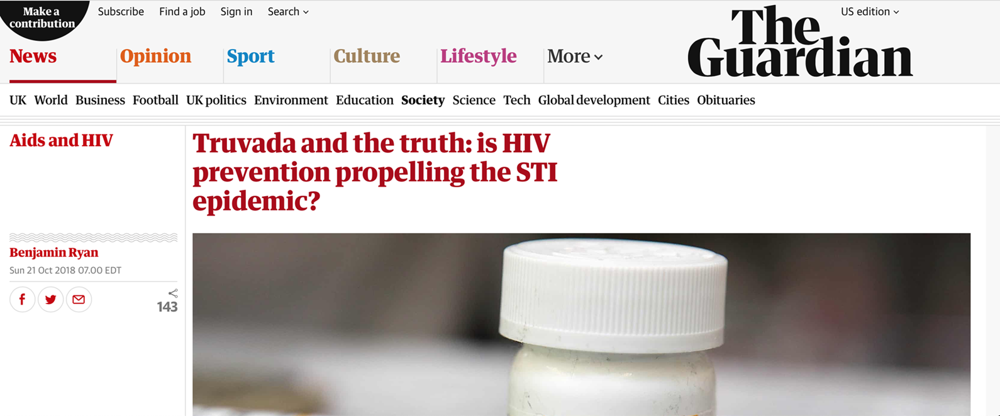 Make a
contribution
Subscribe Find a job Sign in Search
US edition
The
Guardian
News Opinion Sport Culture Lifestyle More
UK World Business Football UK politics Environment Education Society Science Tech Global development Cities Obituaries
Aids and HIV
Truvada and the truth: is HIV
prevention propelling the STI
epidemic?
Benjamin Ryan
Sun 21 Oct 2018 07.00 EDT
143